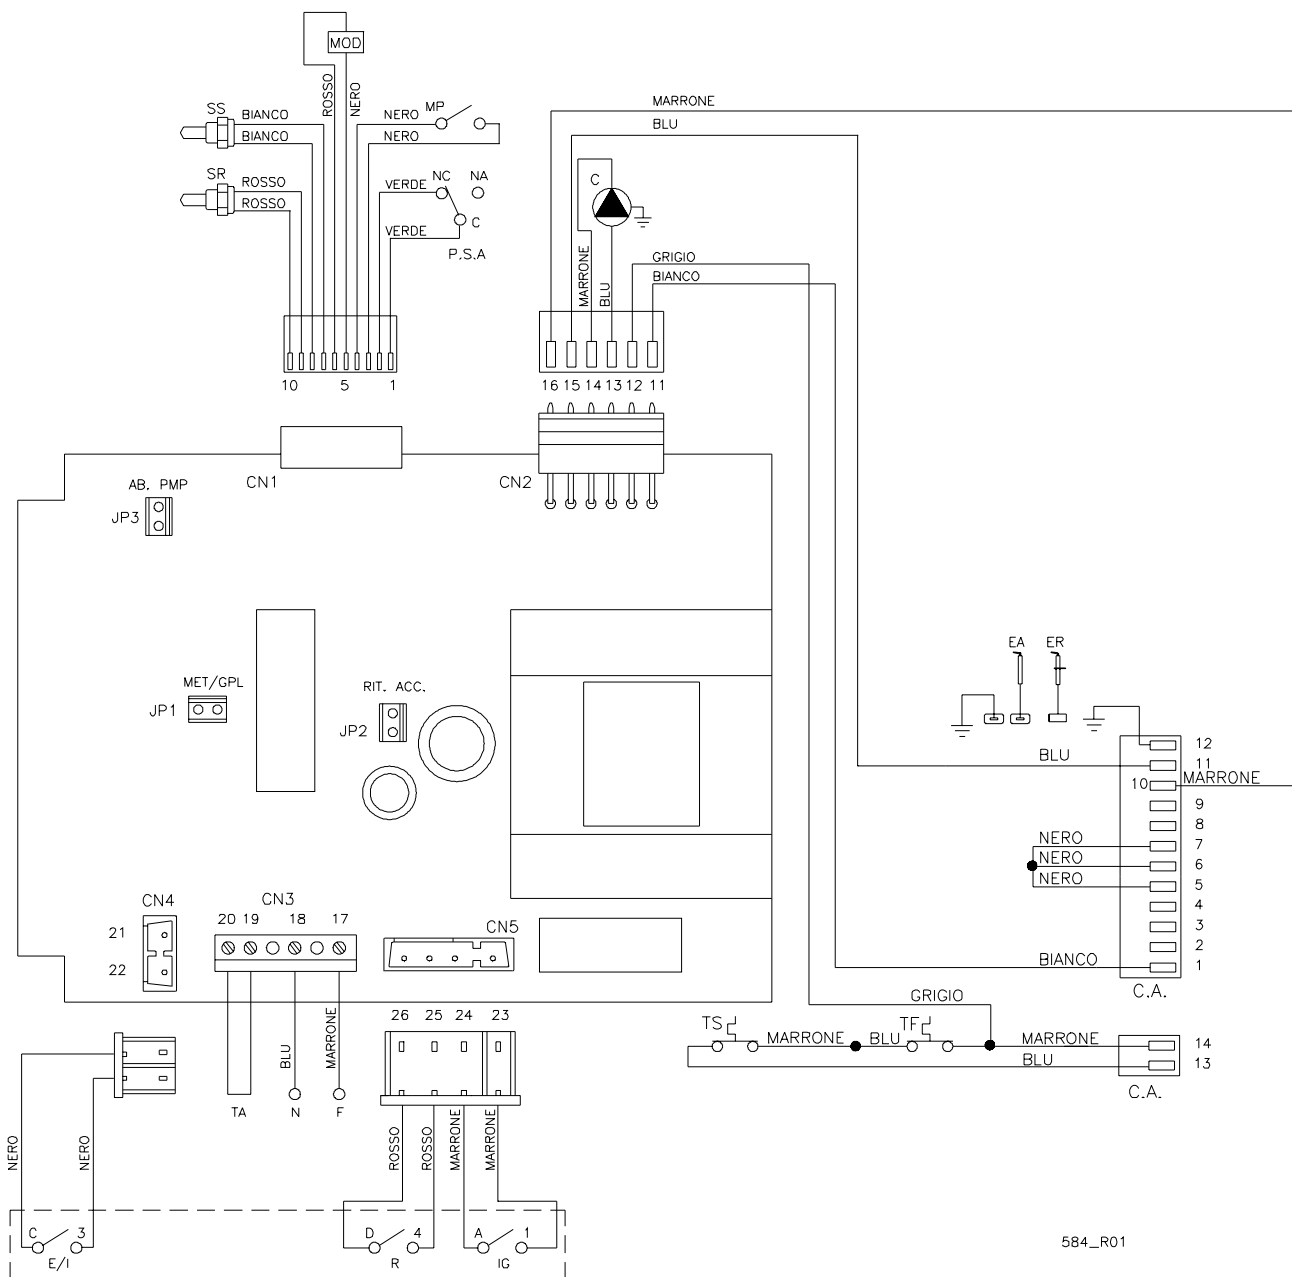 MOD
ROSSO
NERO
SS
BIANCO
BIANCO
NERO
MP
NERO
SR
ROSSO
ROSSO
VERDE
NC
NA
C
VERDE
P.S.A
MARRONE
BLU
C
MARRONE
BLU
GRIGIO
BIANCO
10
5
1
16
15
14
13
12
11
CN1
CN2
AB. PMP
JP3
MET/GPL
JP1
RIT. ACC.
JP2
EA
ER
BLU
12
11
10
MARRONE
9
8
NERO
7
NERO
6
NERO
5
4
3
2
BIANCO
1
C.A.
CN4
21
22
CN3
20
19
18
17
CN5
GRIGIO
26
25
24
23
TS
MARRONE
BLU
TF
MARRONE
14
BLU
13
C.A.
BLU
MARRONE
TA
N
F
NERO
NERO
ROSSO
ROSSO
MARRONE
MARRONE
C
3
E/I
D
4
R
A
1
IG
584_R01